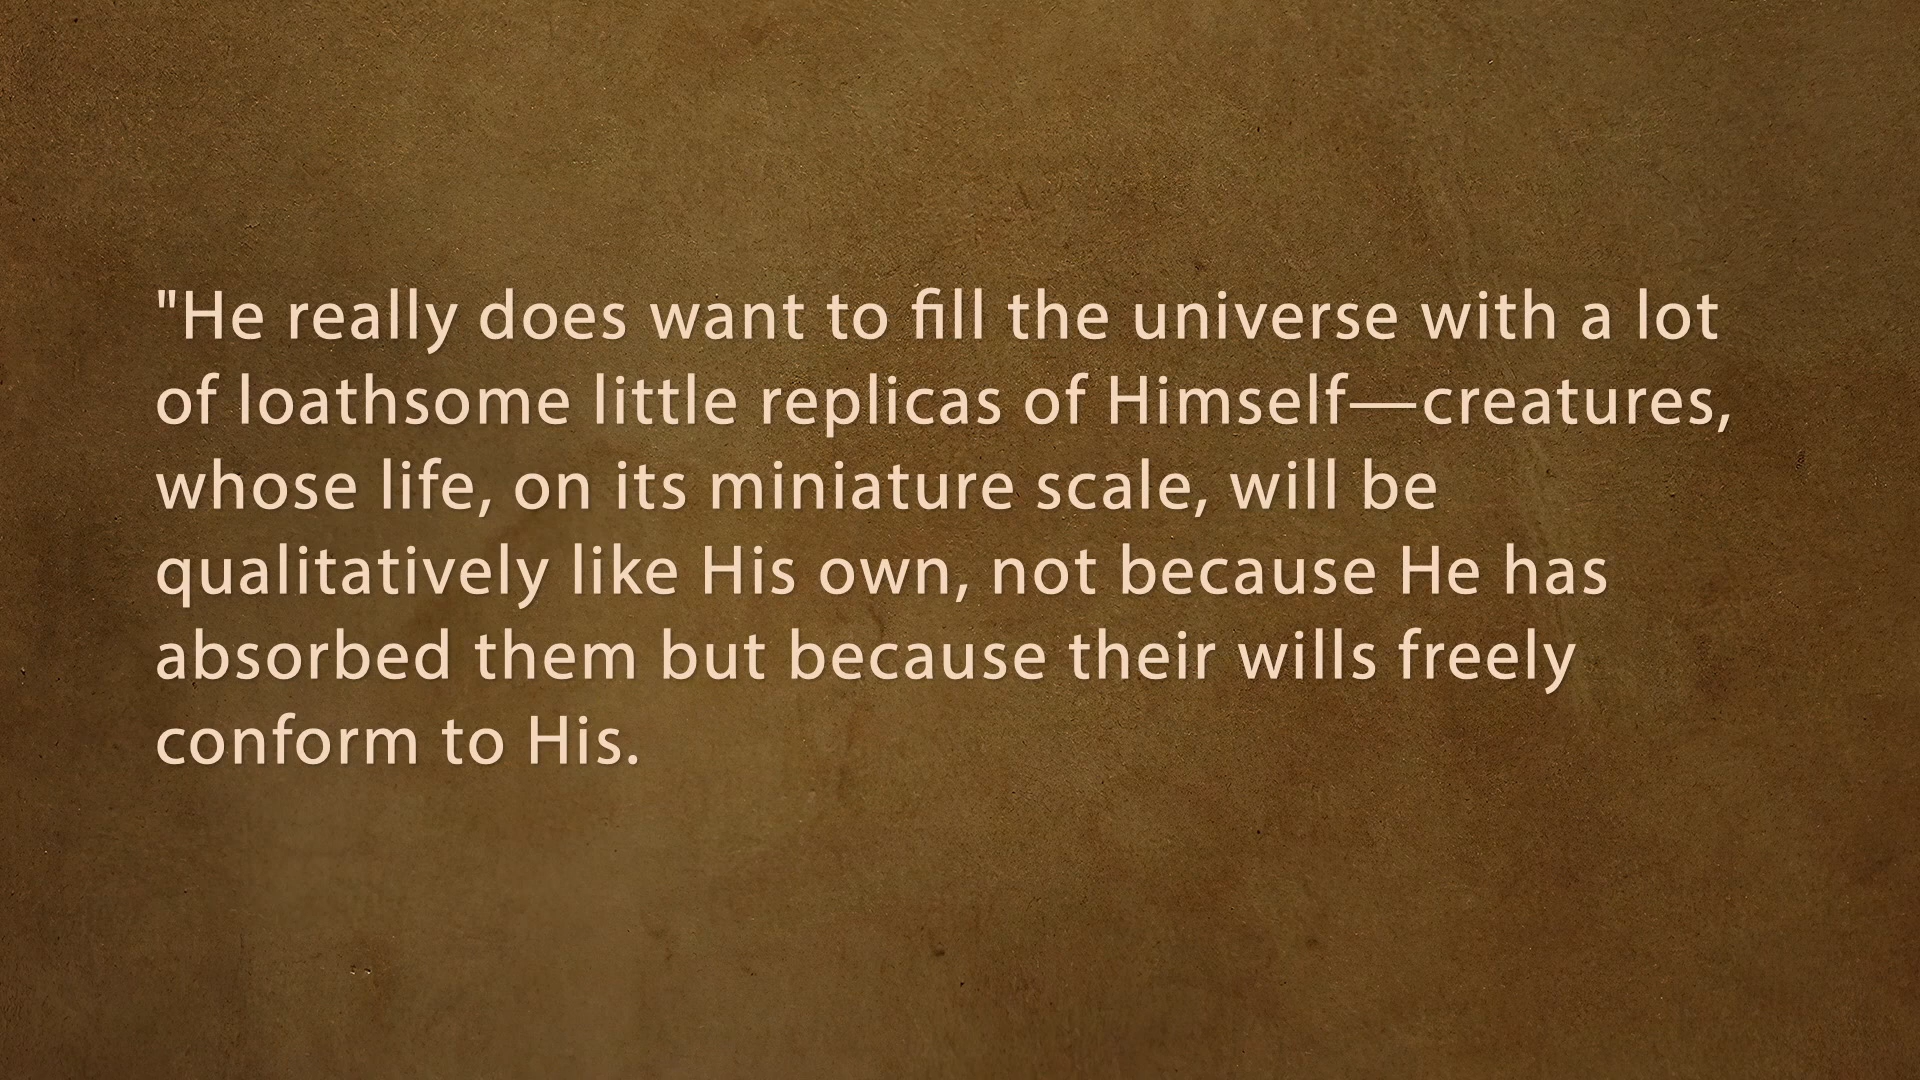 "He really does want to fill the universe with a lot
of loathsome little replicas of Himself—creatures,
whose life, on its miniature scale, will be
qualitatively like His own, not because He has
absorbed them but because their wills freely
conform to His.